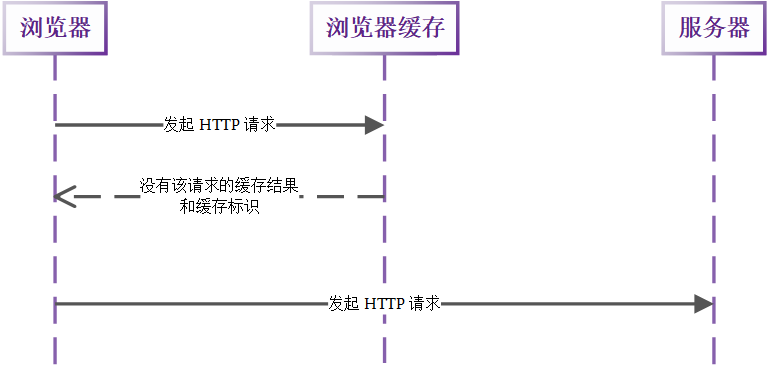 浏览器
浏览器缓存
服务器
发起 HTTP 请求
没有该请求的缓存结果
和缓存标识
发起 HTTP 请求